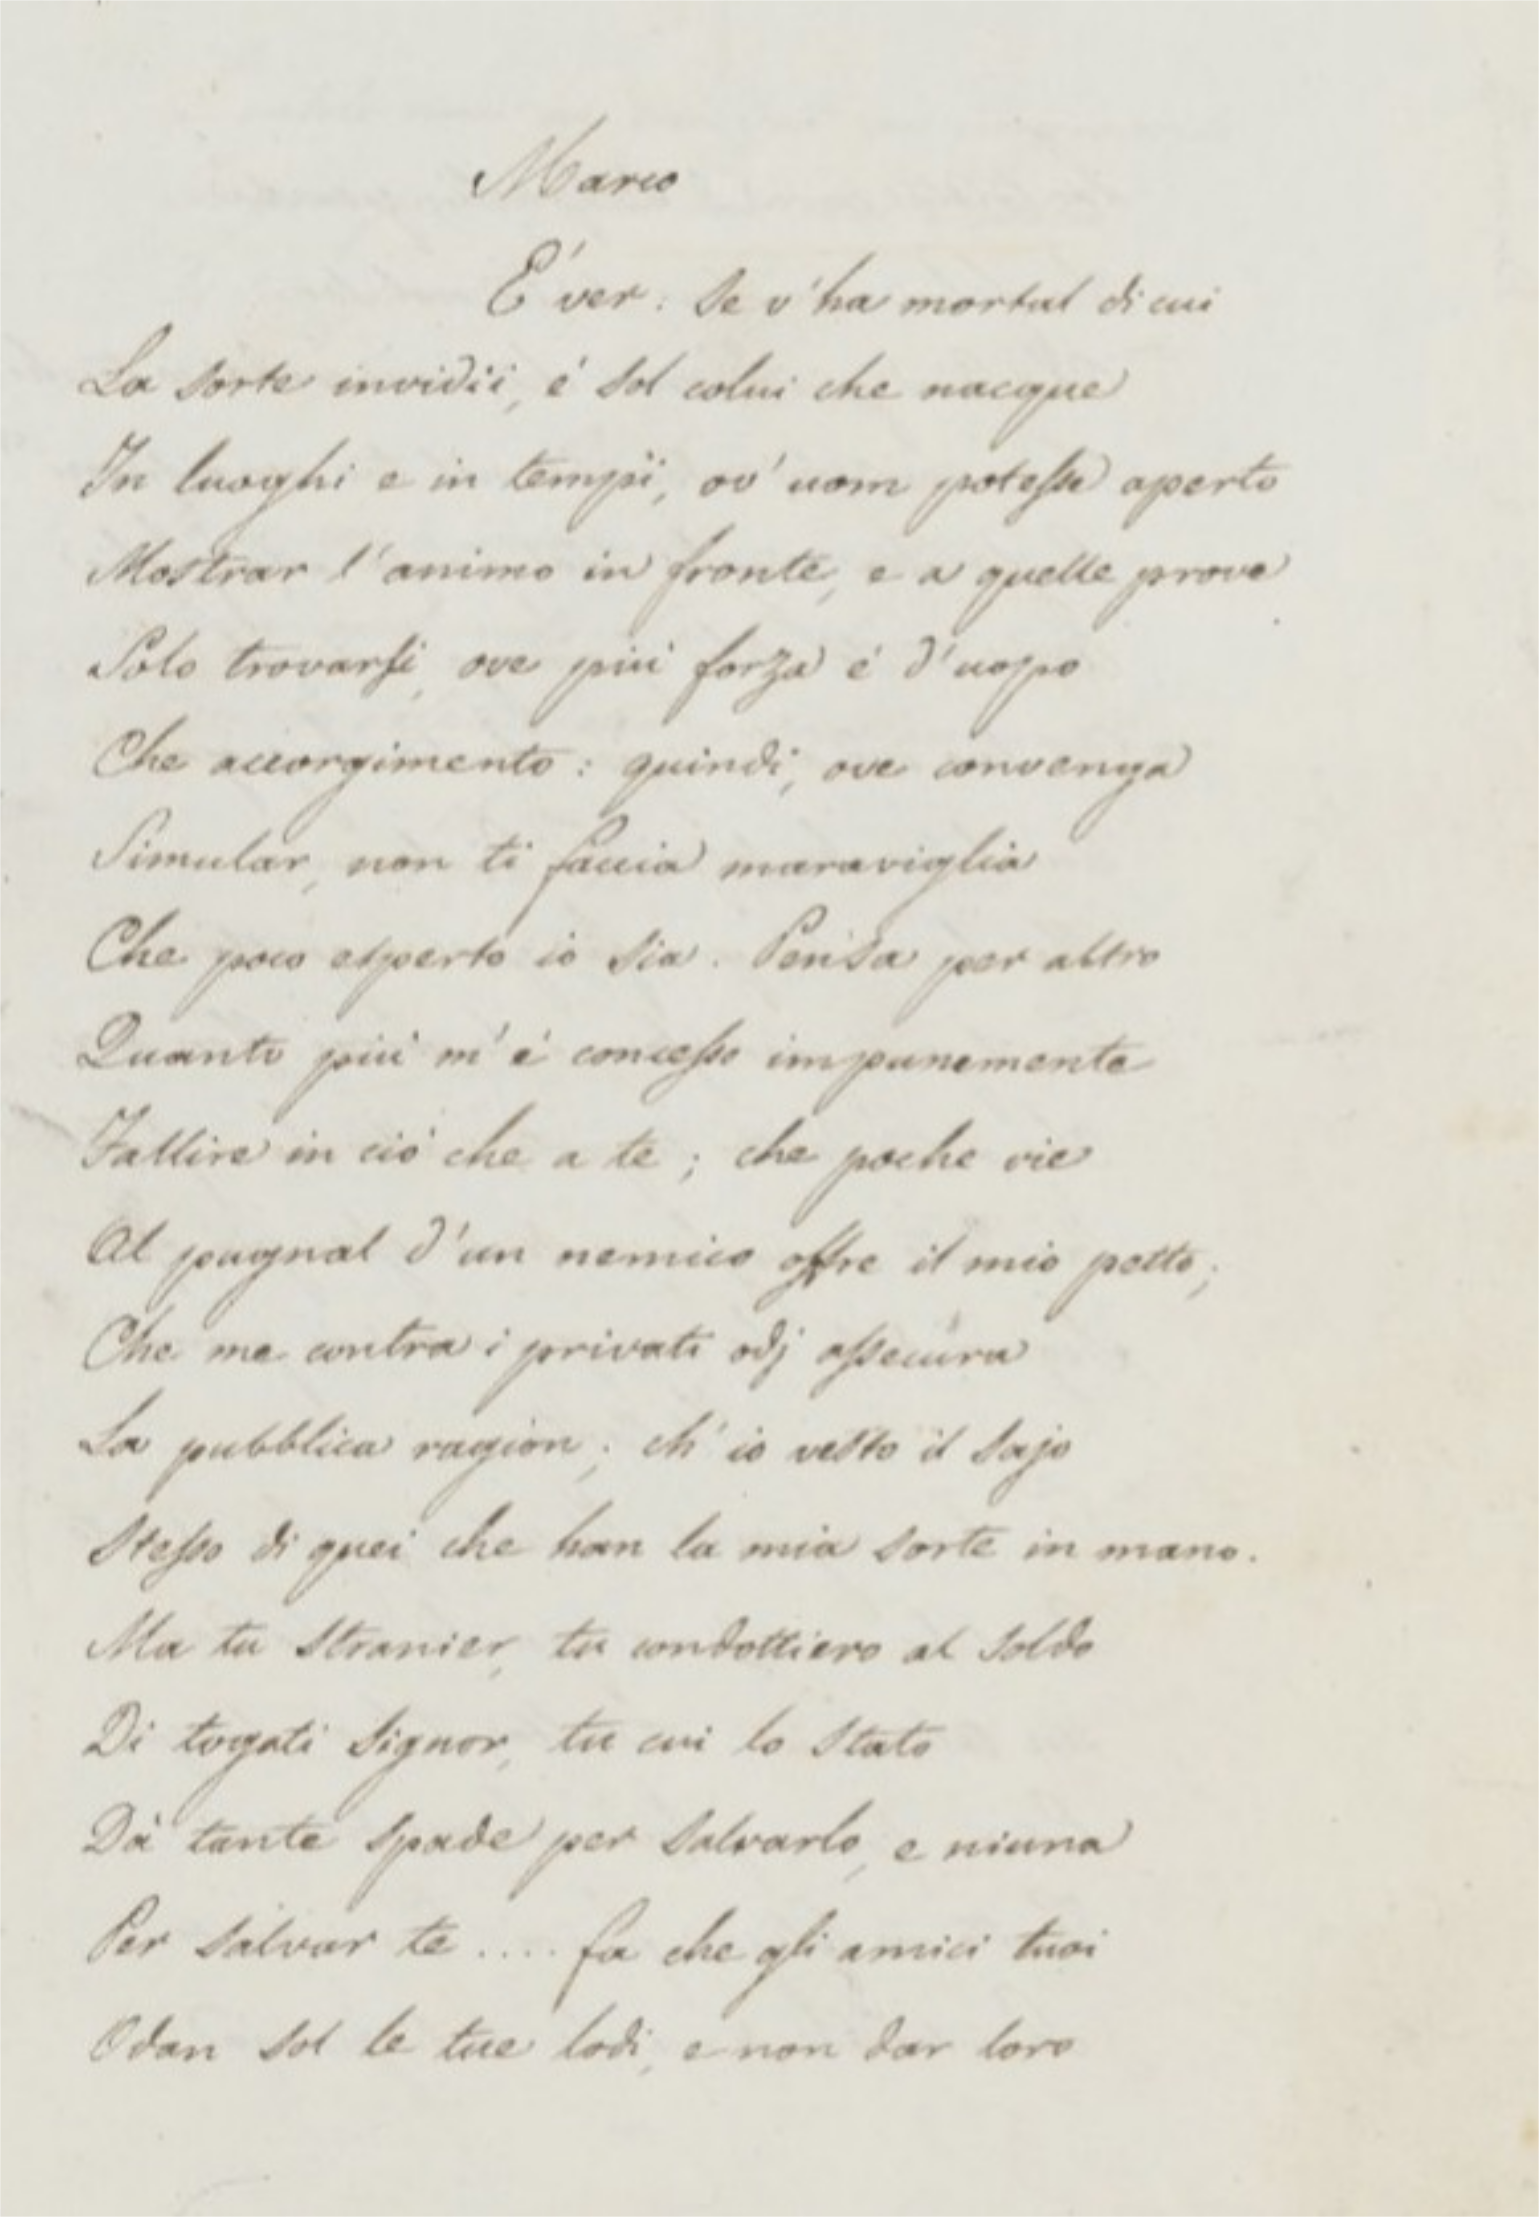 Marco
É ver: se v'ha mortal di cui
La sorte invidii, é sol colui che nacque
In luoghi e in tempii, ov' uom potesse aperto
Mostrar l'animo in fronte, e a quelle prove
Solo trovarsi, ove piú forza é d'uopo
Che accorgimento: quindi, ove convenga
Simular, non ti faccia maraviglia
Che poco esperto io sia. Pensa per altro
Quanto piú m'é concesso impunemente
Fallire in ció che a te; che poche vie
Al pugnal d'un nemico offre il mio petto;
Che me contra i privati odj assecura
La pubblica ragion; ch' io vesto il sajo
Stesso di quei che han la mia sorte in mano.
Ma tu stranier, tu condottiero al soldo
Di togati signor, tu cui lo stato
Dà tante spade per salvarlo, e niuna
Per salvar te .... fa che gli amici tuoi
Odan sol le tue lodi, e non dar loro